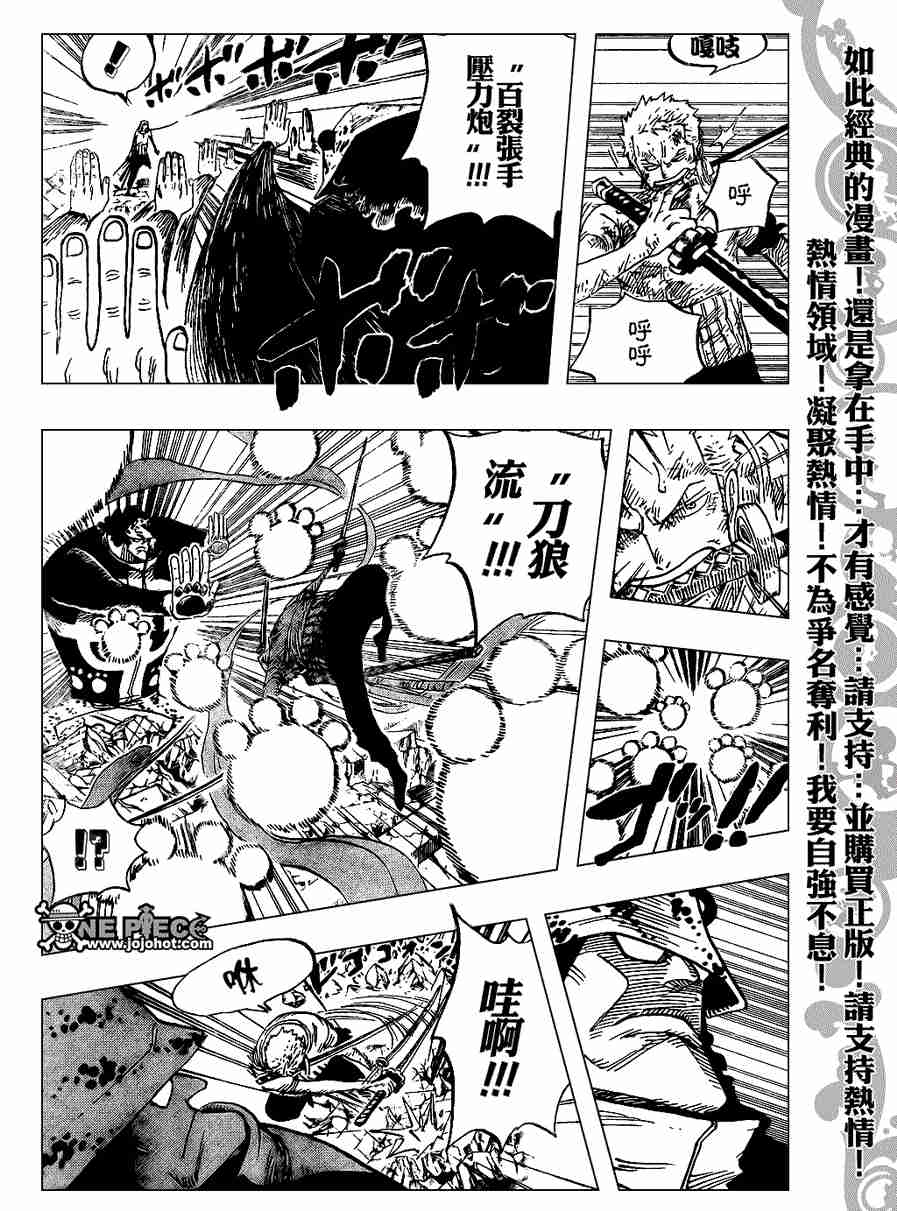 如此經典的漫畫！還是拿在手中…才有感覺…請支持…並購買正版！請支持熱情！
熱情領域！凝聚熱情！不為爭名奪利！我要自強不息！
嘎吱
呼
呼
呼
"百裂張手
壓力炮"!!!
!
ボボボ
ボボ
"刀狼
流"!!!
ブッ!!
!?
ONE PIECE
www.jojohot.com
哇啊!!!
咻